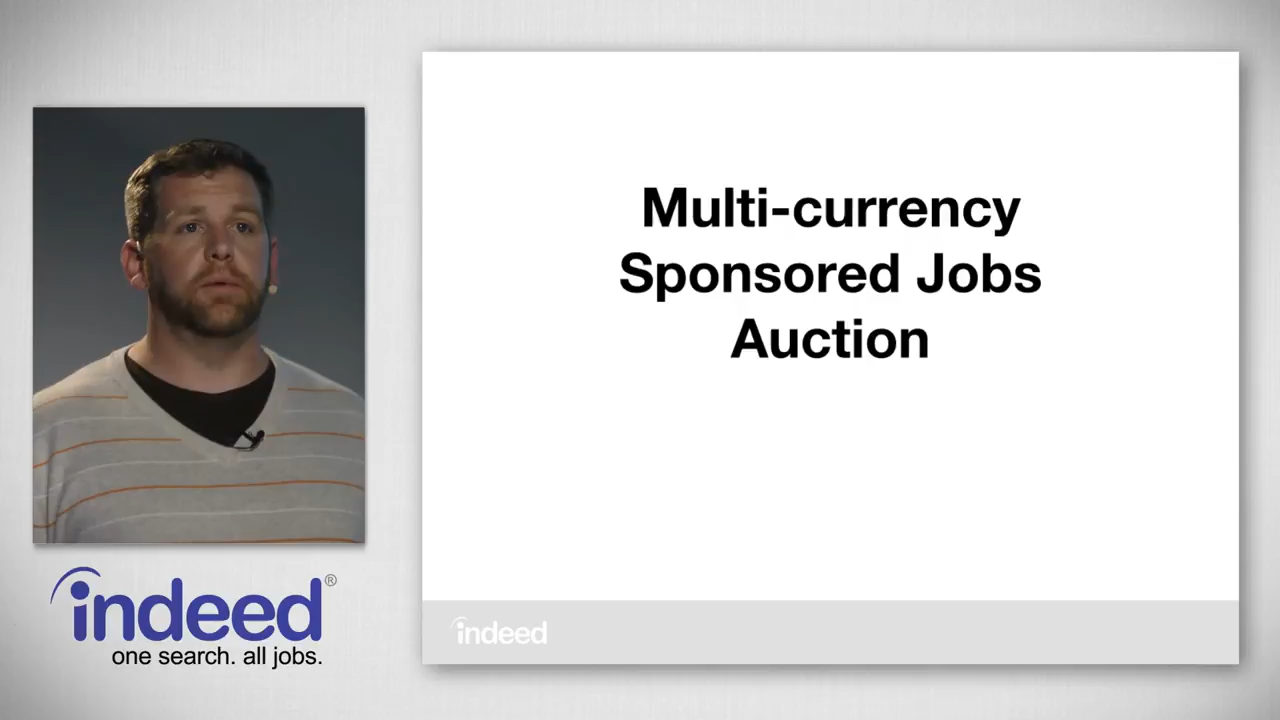 Multi-currency
Sponsored Jobs
Auction
indeed
indeed®
one search. all jobs.